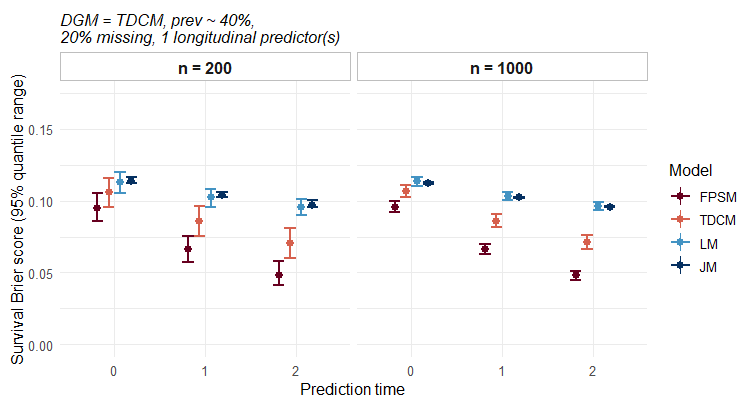 DGM = TDCM, prev ~ 40%,
20% missing, 1 longitudinal predictor(s)
n = 200
n = 1000
Survival Brier score (95% quantile range)
0.15
0.10
0.05
0.00
0
1
2
0
1
2
Prediction time
Model
FPSM
TDCM
LM
JM